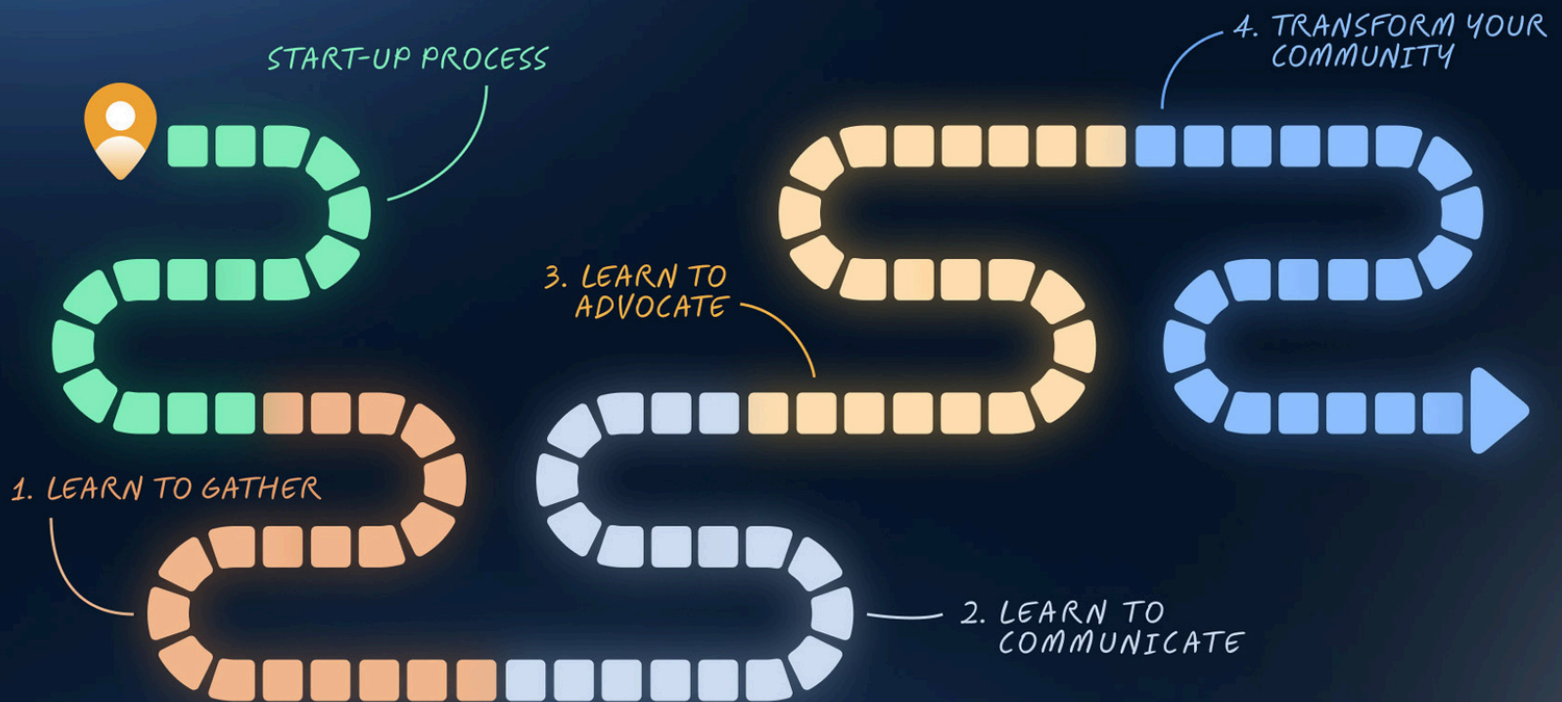 START-UP PROCESS
1. LEARN TO GATHER
2. LEARN TO
COMMUNICATE
3. LEARN TO
ADVOCATE
4. TRANSFORM YOUR
COMMUNITY